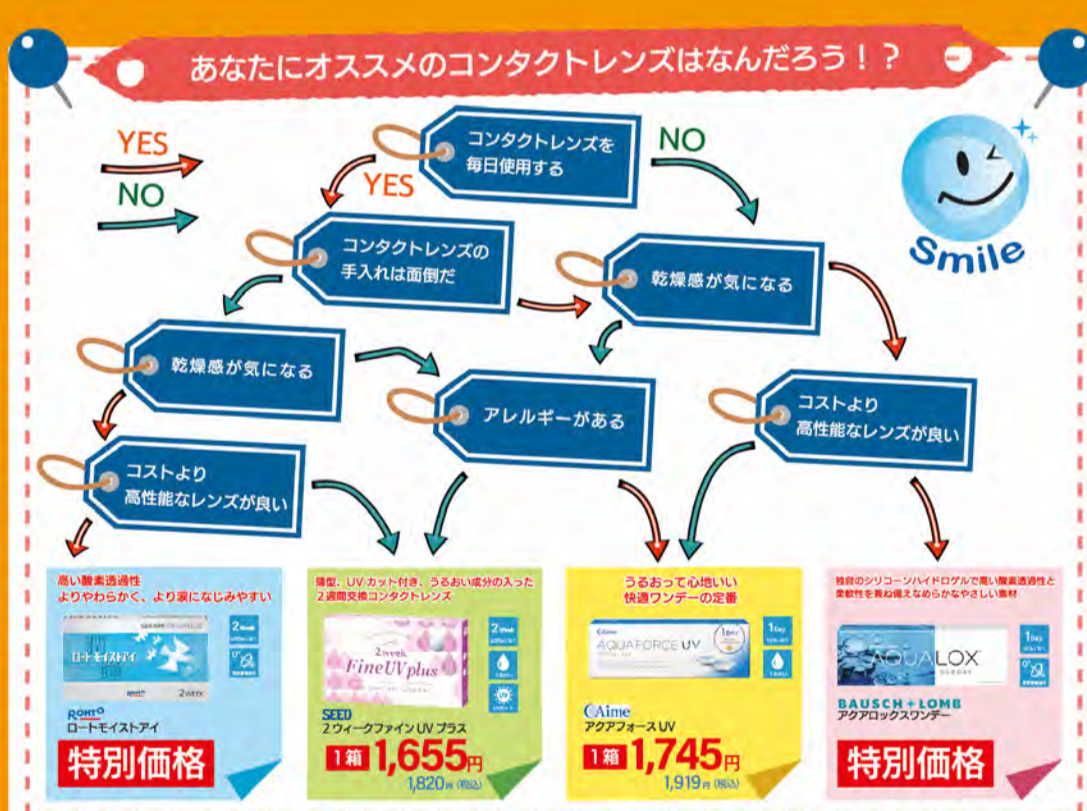 あなたにオススメのコンタクトレンズはなんだろう！？
YES
NO
コンタクトレンズを
毎日使用する
YES
NO
Smile
コンタクトレンズの
手入れは面倒だ
乾燥感が気になる
乾燥感が気になる
アレルギーがある
コストより
高性能なレンズが良い
コストより
高性能なレンズが良い
高い酸素透過性
よりやわらかく、より涙になじみやすい
ロートモイストアイ
2week
2week
ROHTO
ロートモイストアイ
特別価格
薄型、UVカット付き、うるおい成分の入った
2週間交換コンタクトレンズ
2week
FineUV plus
2week
SEED
2ウィークファインUVプラス
1箱1,655円
1,820円(税込)
うるおって心地いい
快適ワンデーの定番
Aime
AQUAFORCE UV
1DAY
1Day
Aime
アクアフォースUV
1箱1,745円
1,919円(税込)
独自のシリコーンハイドロゲルで高い酸素透過性と
柔軟性を兼ね備えなめらかなやさしい素材
AQUALOX
ONEDAY
1Day
BAUSCH + LOMB
アクアロックスワンデー
特別価格